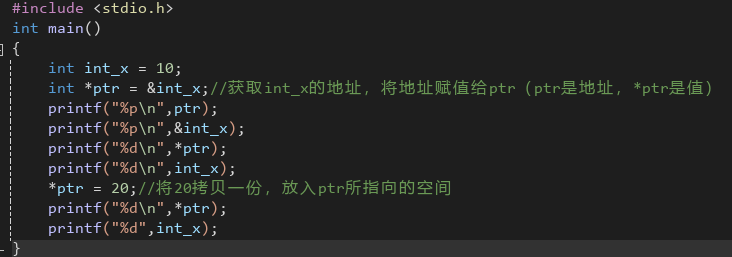 #include <stdio.h>
int main()
{
int int_x = 10;
int *ptr = &int_x;//获取int_x的地址，将地址赋值给ptr（ptr是地址，*ptr是值）
printf("%p\n",ptr);
printf("%p\n",&int_x);
printf("%d\n",*ptr);
printf("%d\n",int_x);
*ptr = 20;//将20拷贝一份，放入ptr所指向的空间
printf("%d\n",*ptr);
printf("%d",int_x);
}